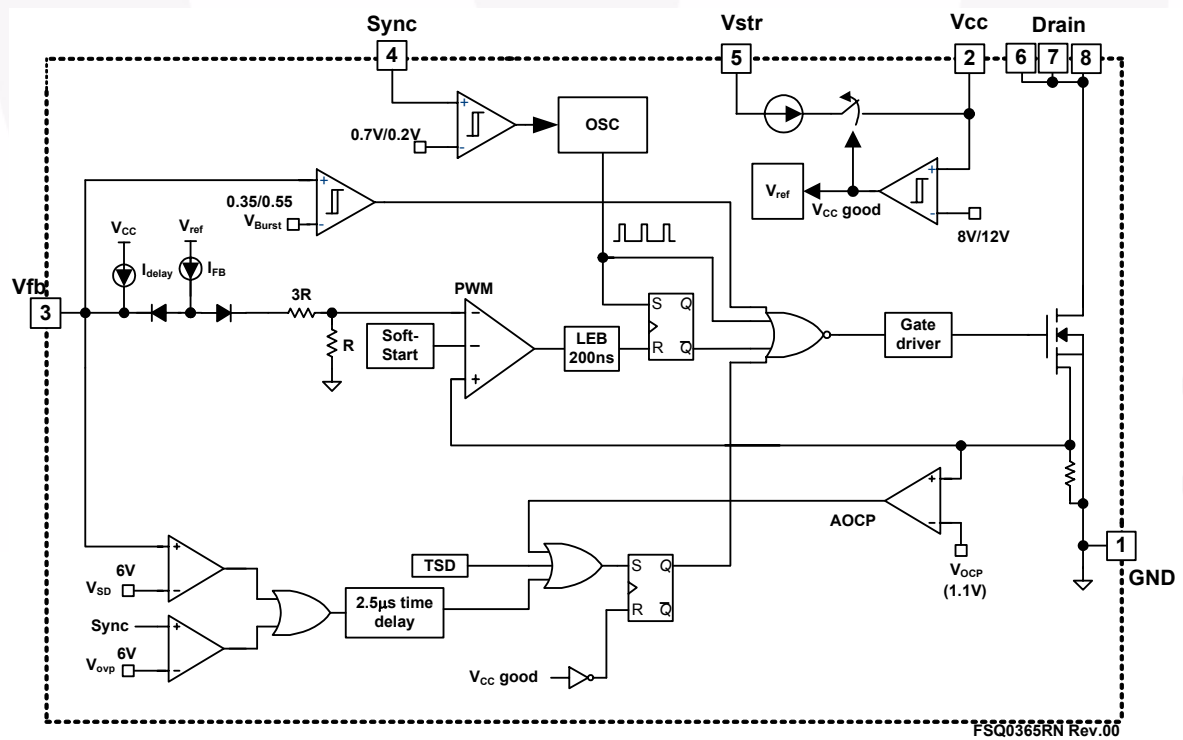 Sync
4
Vstr
5
Vcc
2
Drain
6 7 8
+
0.7V/0.2V
-
OSC
+
0.35/0.55
VBurst
-
Vref
VCC good
+
-
8V/12V
VCC
Vref
Idelay
IFB
Vfb
3
3R
R
PWM
Soft-
Start
−
−
+
LEB
200ns
S Q
R Q̅
Gate
driver
AOCP
+
-
VOCP
(1.1V)
1
GND
+
6V
VSD
−
Sync
+
6V
Vovp
−
2.5μs time
delay
TSD
S Q
R Q̅
VCC good
FSQ0365RN Rev.00